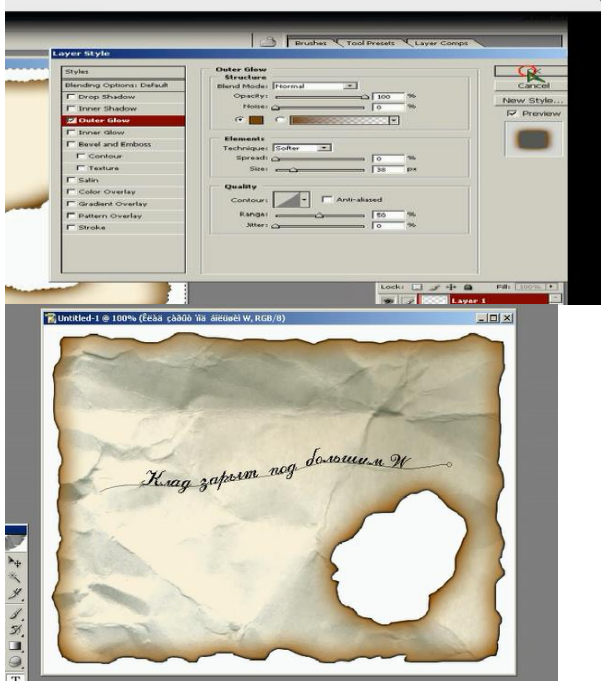 Brushes Tool Presets Layer Comps
Layer Style
Styles
Blending Options: Default
Drop Shadow
Inner Shadow
Outer Glow
Inner Glow
Bevel and Emboss
Contour
Texture
Satin
Color Overlay
Gradient Overlay
Pattern Overlay
Stroke
Outer Glow
Structure
Blend Mode: Normal
Opacity: 100 %
Noise: 0 %
Elements
Technique: Softer
Spread: 0 %
Size: 38 px
Quality
Contour: Anti-aliased
Range: 50 %
Jitter: 0 %
Cancel
New Style...
Preview
Lock: Fill: 100%
Layer 1
Untitled-1 @ 100% (Êëàä çàðûò ïîä áîëüøèì W, RGB/8)
Клад зарыт под большим W
T